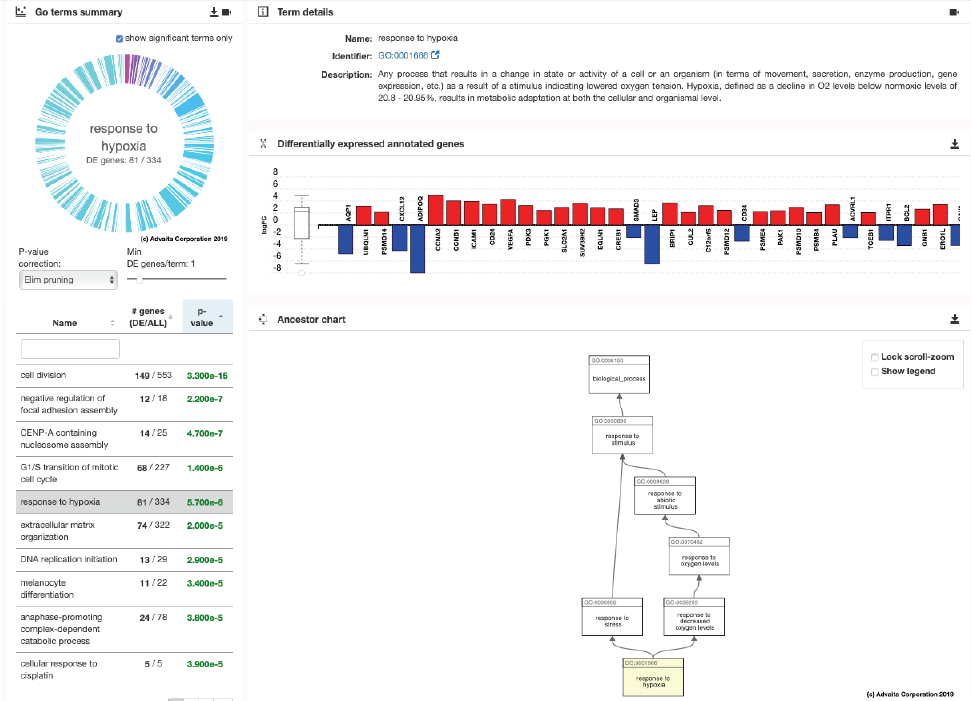 Go terms summary
show significant terms only
response to
hypoxia
DE genes: 81 / 334
(c) Advaita Corporation 2019
P-value
correction:
Min
DE genes/term: 1
Elim pruning
Name
# genes
(DE/ALL)
p-
value
cell division 149 / 553 3.300e-15
negative regulation of
focal adhesion assembly 12 / 18 2.200e-7
CENP-A containing
nucleosome assembly 14 / 25 4.700e-7
G1/S transition of mitotic
cell cycle 68 / 227 1.400e-6
response to hypoxia 81 / 334 5.700e-6
extracellular matrix
organization 74 / 322 2.000e-5
DNA replication initiation 13 / 29 2.900e-5
melanocyte
differentiation 11 / 22 3.400e-5
anaphase-promoting
complex-dependent
catabolic process 24 / 78 3.800e-5
cellular response to
cisplatin 5 / 5 3.900e-5
Term details
Name: response to hypoxia
Identifier: GO:0001666
Description: Any process that results in a change in state or activity of a cell or an organism (in terms of movement, secretion, enzyme production, gene
expression, etc.) as a result of a stimulus indicating lowered oxygen tension. Hypoxia, defined as a decline in O2 levels below normoxic levels of
20.8 - 20.95%, results in metabolic adaptation at both the cellular and organismal level.
Differentially expressed annotated genes
logFC
8
6
4
2
0
-2
-4
-6
-8
AQP1
UBQLN1
PSMD14
CXCL12
ADIPOQ
CCNA2
CCND1
ICAM1
CD24
VEGFA
PDK3
PGK1
SLC2A1
SUV39H2
EGLN1
CREB1
SMAD3
LEP
BRIP1
CUL2
C12orf5
PSMD12
CD34
PSME4
PAK1
PSMD10
PSMB4
PLAU
ACVRL1
TCEB1
ITPR1
BCL2
GNB1
ERO1L
Ancestor chart
Lock scroll-zoom
Show legend
biological_process
response to
stimulus
response to
abiotic
stimulus
response to
oxygen levels
response to
stress
response to
decreased
oxygen levels
GO:0001666
response to
hypoxia
(c) Advaita Corporation 2019